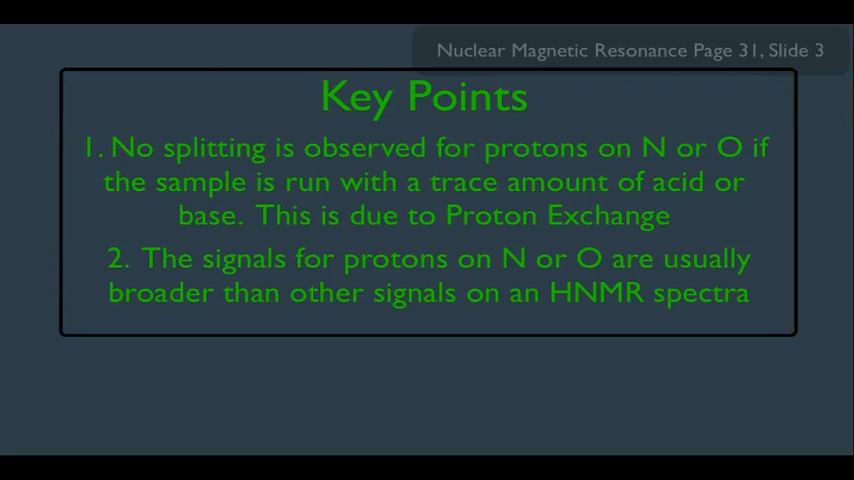 Nuclear Magnetic Resonance Page 31, Slide 3
Key Points
1. No splitting is observed for protons on N or O if
the sample is run with a trace amount of acid or
base. This is due to Proton Exchange
2. The signals for protons on N or O are usually
broader than other signals on an HNMR spectra